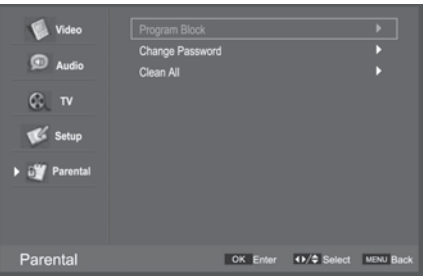 Video
Audio
TV
Setup
Parental
Program Block
Change Password
Clean All
Parental
OK Enter Select MENU Back